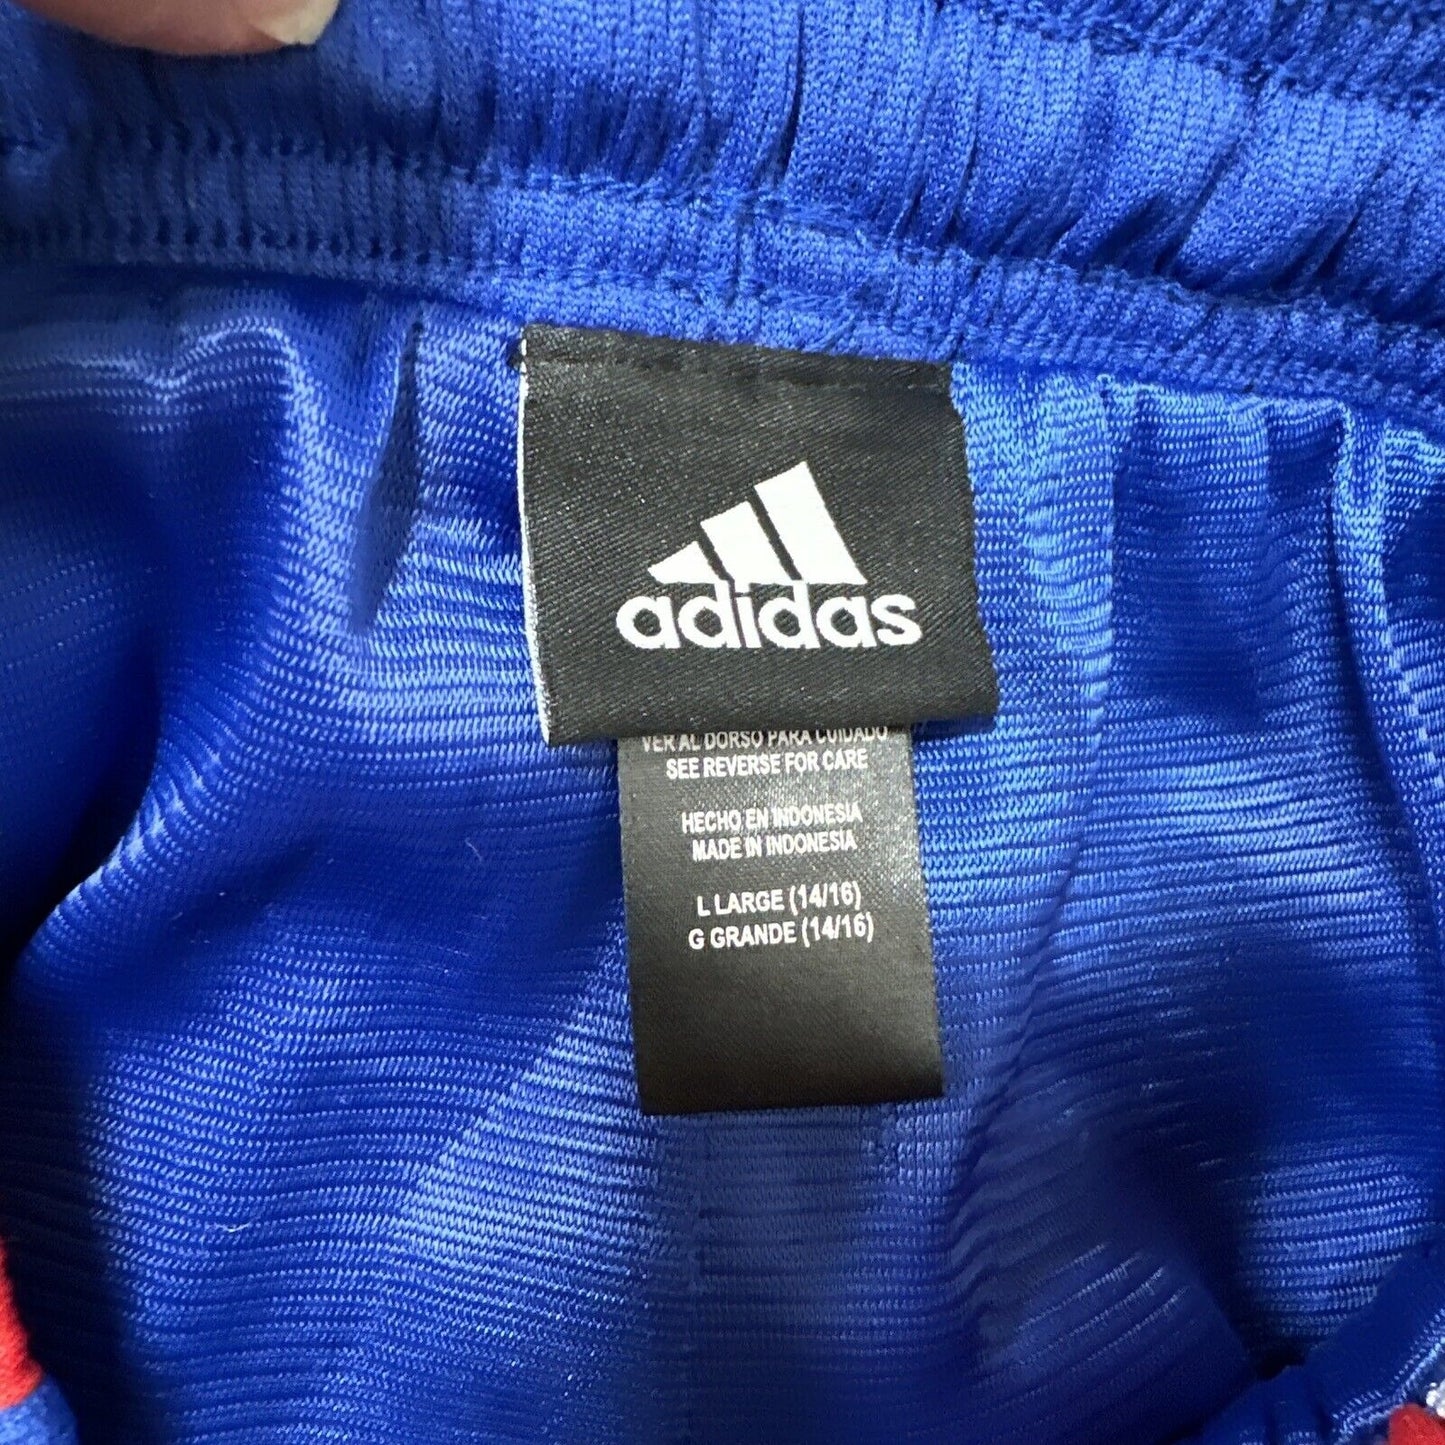 adidas
VER AL DORSO PARA CUIDADO
SEE REVERSE FOR CARE
HECHO EN INDONESIA
MADE IN INDONESIA
L LARGE (14/16)
G GRANDE (14/16)